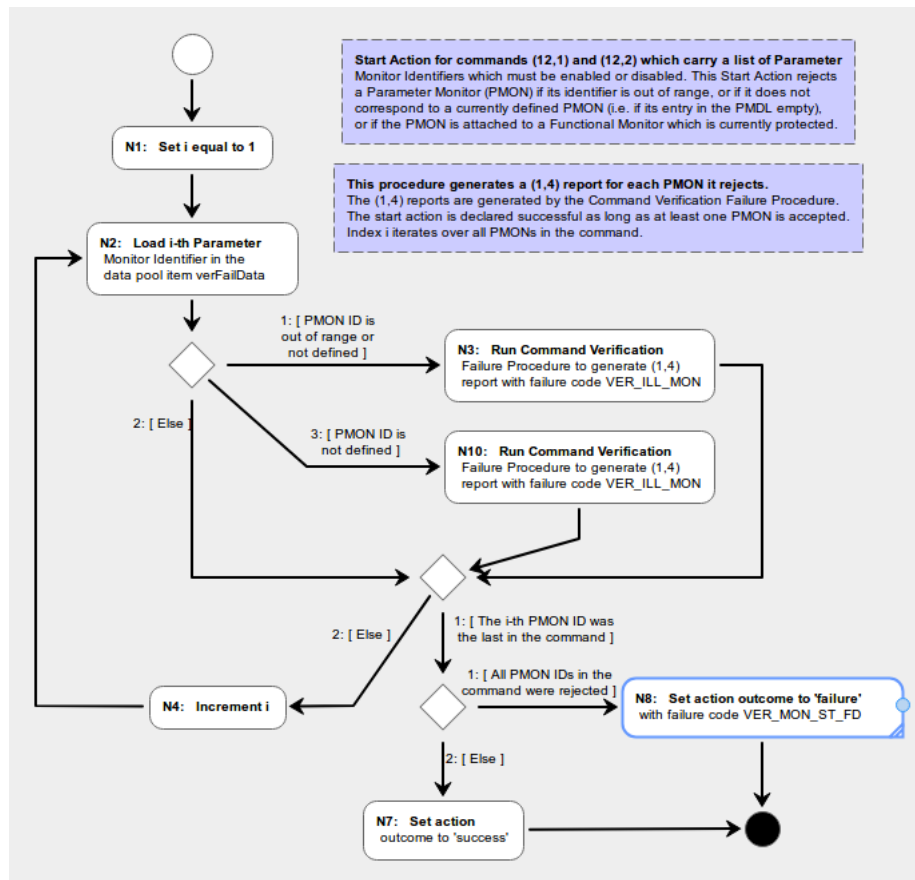 Start Action for commands (12,1) and (12,2) which carry a list of Parameter
Monitor Identifiers which must be enabled or disabled. This Start Action rejects
a Parameter Monitor (PMON) if its identifier is out of range, or if it does not
correspond to a currently defined PMON (i.e. if its entry in the PMDL empty),
or if the PMON is attached to a Functional Monitor which is currently protected.
N1: Set i equal to 1
This procedure generates a (1,4) report for each PMON it rejects.
The (1,4) reports are generated by the Command Verification Failure Procedure.
The start action is declared successful as long as at least one PMON is accepted.
Index i iterates over all PMONs in the command.
N2: Load i-th Parameter
Monitor Identifier in the
data pool item verFailData
1: [ PMON ID is
out of range or
not defined ]
N3: Run Command Verification
Failure Procedure to generate (1,4)
report with failure code VER_ILL_MON
2: [ Else ]
3: [ PMON ID is
not defined ]
N10: Run Command Verification
Failure Procedure to generate (1,4)
report with failure code VER_ILL_MON
1: [ The i-th PMON ID was
the last in the command ]
2: [ Else ]
1: [ All PMON IDs in the
command were rejected ]
N4: Increment i
N8: Set action outcome to 'failure'
with failure code VER_MON_ST_FD
2: [ Else ]
N7: Set action
outcome to 'success'